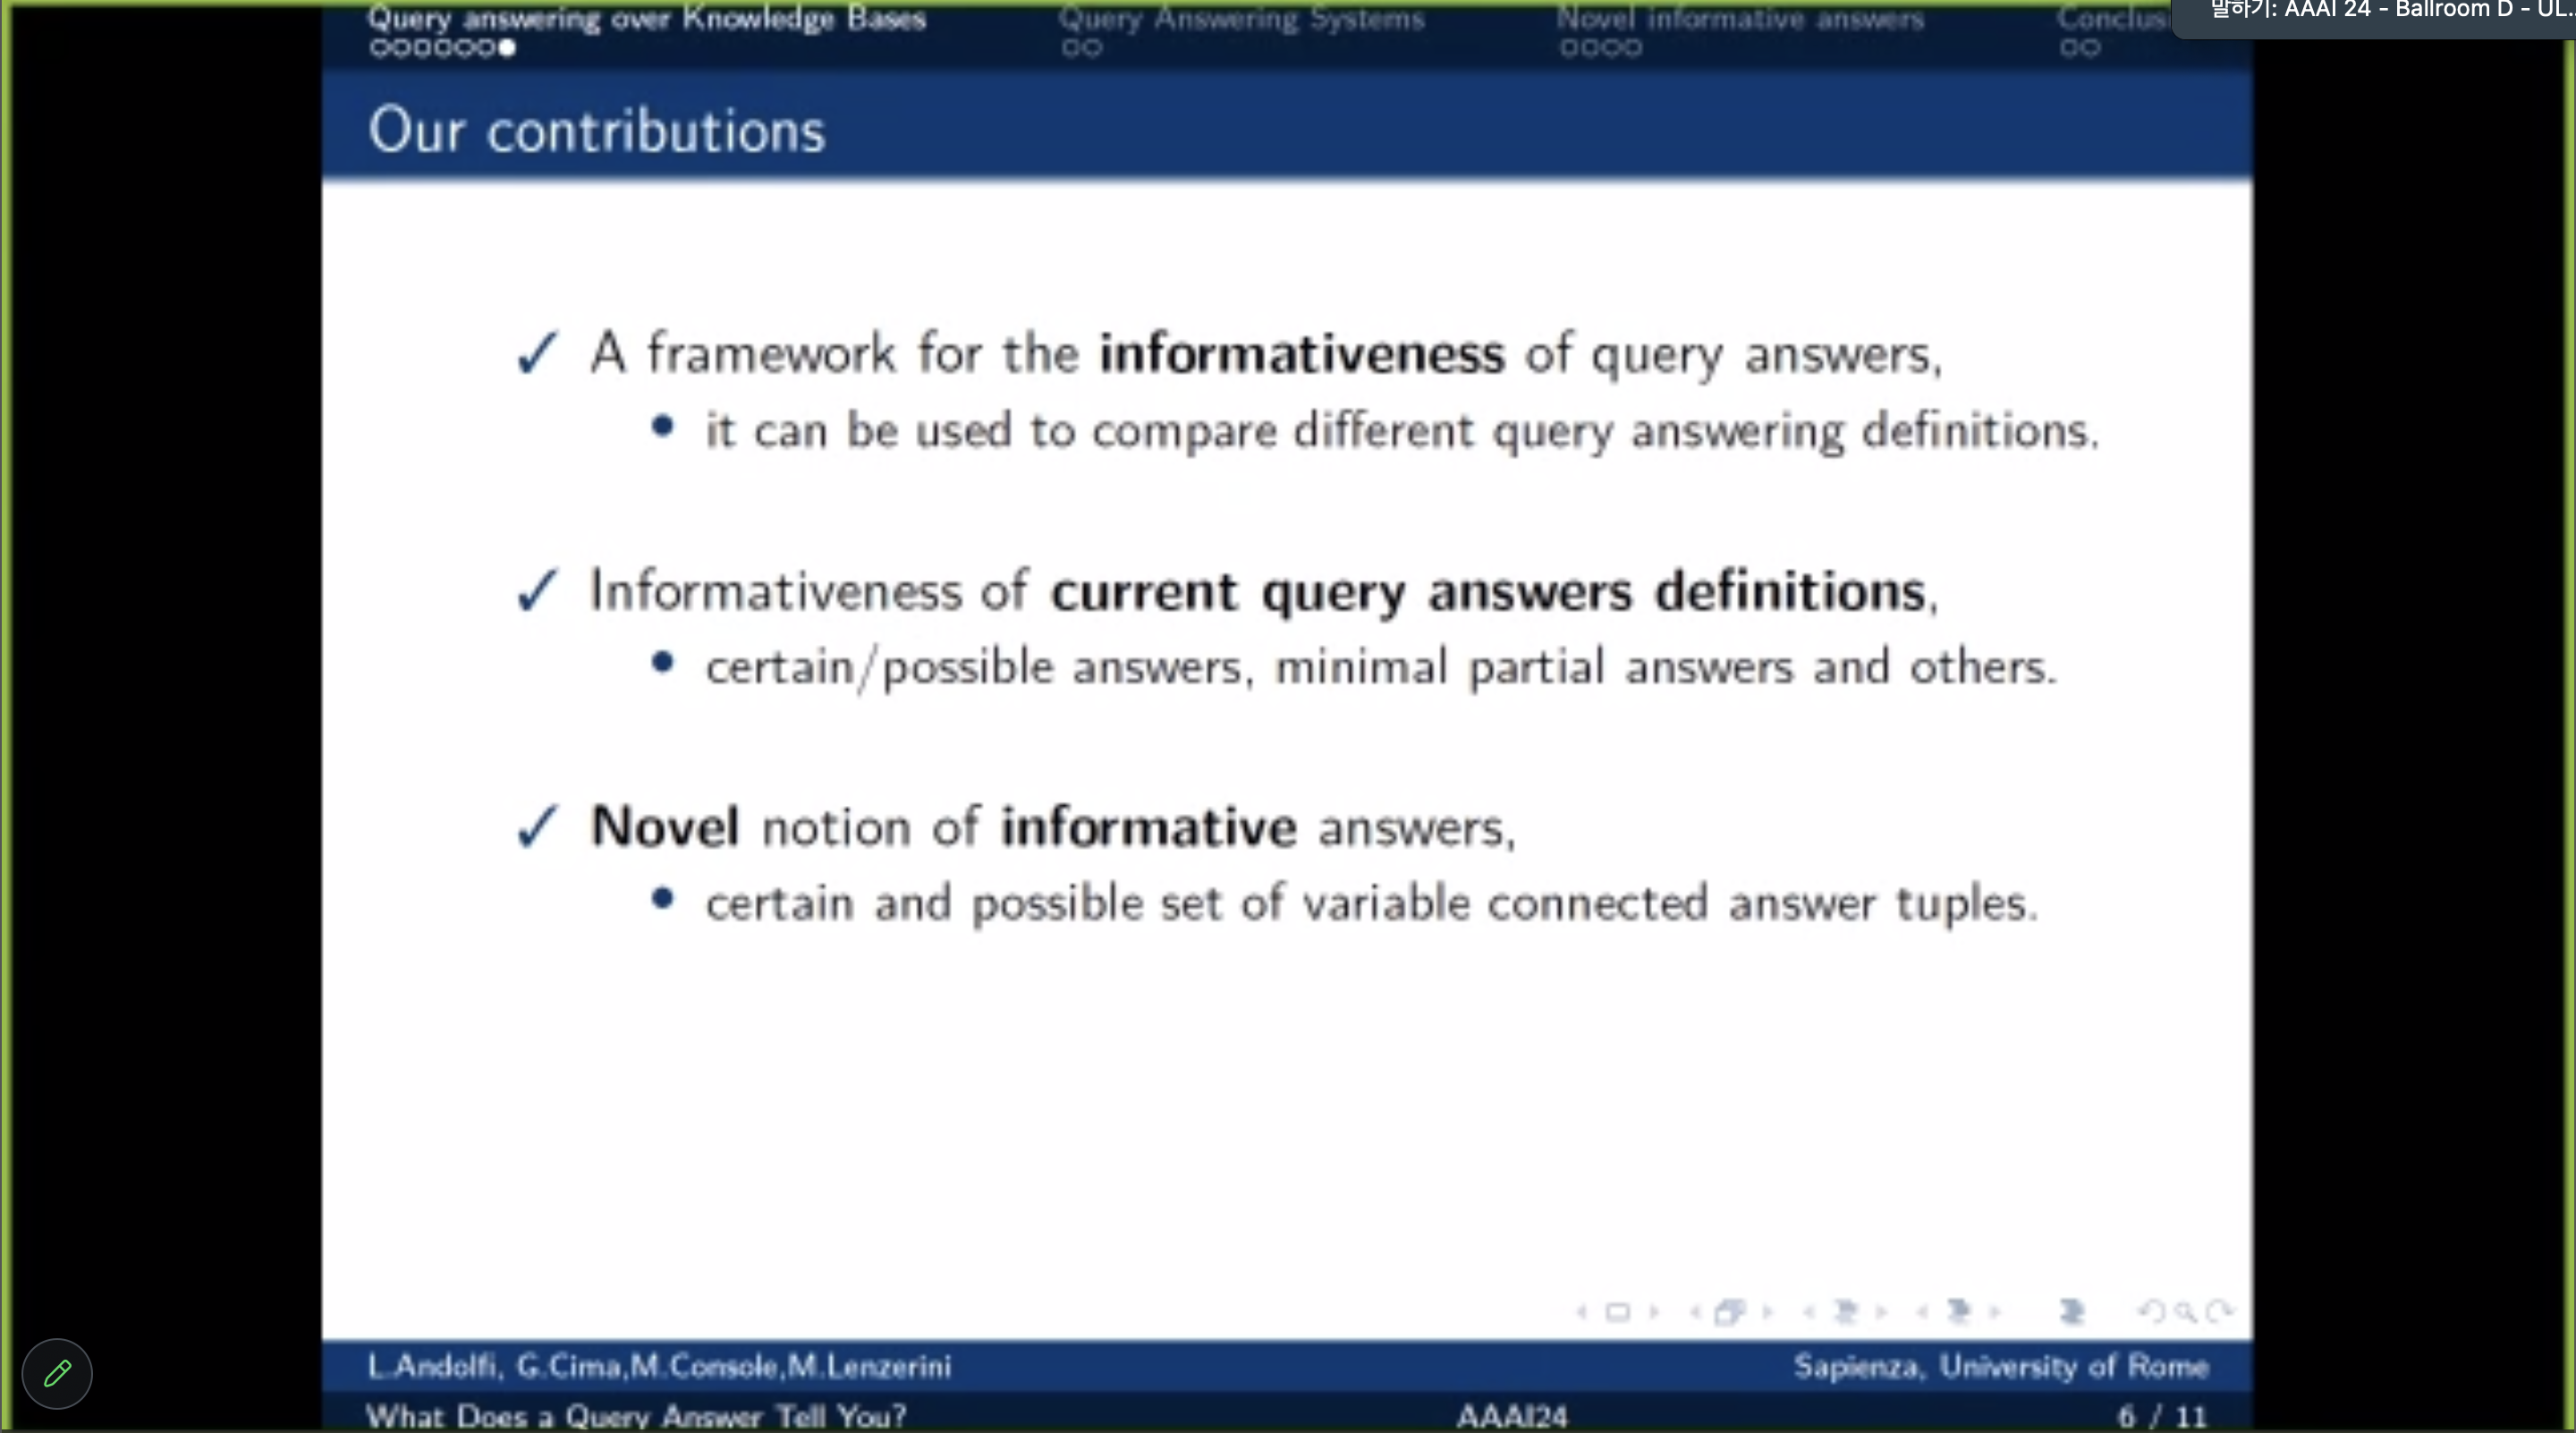 Query answering over Knowledge Bases
Query Answering Systems
Novel informative answers
말하기: AAAI 24 - Ballroom D - UL...
Our contributions
✓ A framework for the informativeness of query answers,
• it can be used to compare different query answering definitions.
✓ Informativeness of current query answers definitions,
• certain/possible answers, minimal partial answers and others.
✓ Novel notion of informative answers,
• certain and possible set of variable connected answer tuples.
L.Andolfi, G.Cima,M.Console,M.Lenzerini
Sapienza, University of Rome
What Does a Query Answer Tell You?
AAAI24
6 / 11